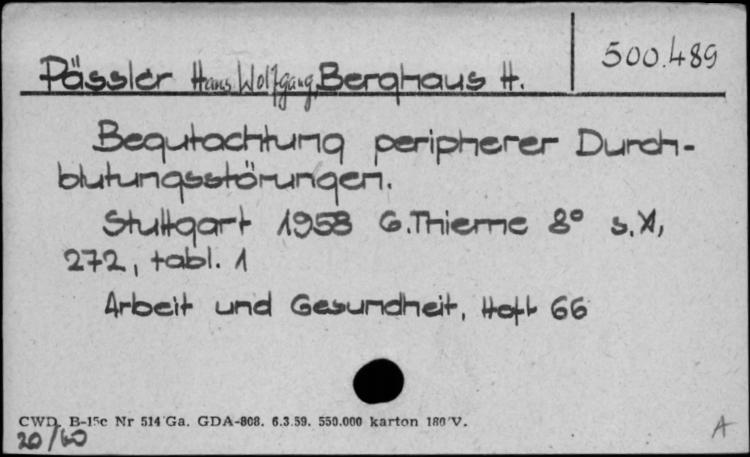 500.489
Pässler Hans Wolfgang, Berghaus H.
Begutachtung peripherer Durch-
blutungsstörungen.
Stuttgart 1958 G.Thieme 8° s.XI,
272, tabl. 1
Arbeit und Gesundheit, Heft 66
CWD. B-15c Nr 514 Ga. GDA-808. 6.3.59. 550.000 karton 180 V.
20/60
A